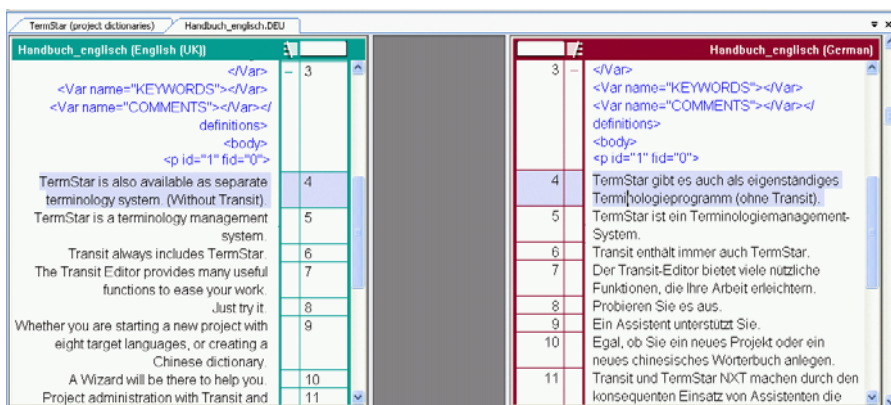 TermStar (project dictionaries)
Handbuch_englisch.DEU
Handbuch_englisch (English (UK))
</Var>
3
<Var name="KEYWORDS"></Var>
<Var name="COMMENTS"></Var></
definitions>
<body>
<p id="1" fid="0">
TermStar is also available as separate
4
terminology system. (Without Transit).
TermStar is a terminology management
5
system.
Transit always includes TermStar.
6
The Transit Editor provides many useful
7
functions to ease your work.
Just try it.
8
Whether you are starting a new project with
9
eight target languages, or creating a
Chinese dictionary.
A Wizard will be there to help you.
10
Project administration with Transit and
11
Handbuch_englisch (German)
3
</Var>
<Var name="KEYWORDS"></Var>
<Var name="COMMENTS"></Var></
definitions>
<body>
<p id="1" fid="0">
4
TermStar gibt es auch als eigenständiges
Terminologieprogramm (ohne Transit).
5
TermStar ist ein Terminologiemanagement-
System.
6
Transit enthält immer auch TermStar.
7
Der Transit-Editor bietet viele nützliche
Funktionen, die Ihre Arbeit erleichtern.
8
Probieren Sie es aus.
9
Ein Assistent unterstützt Sie.
10
Egal, ob Sie ein neues Projekt oder ein
neues chinesisches Wörterbuch anlegen.
11
Transit und TermStar NXT machen durch den
konsequenten Einsatz von Assistenten die